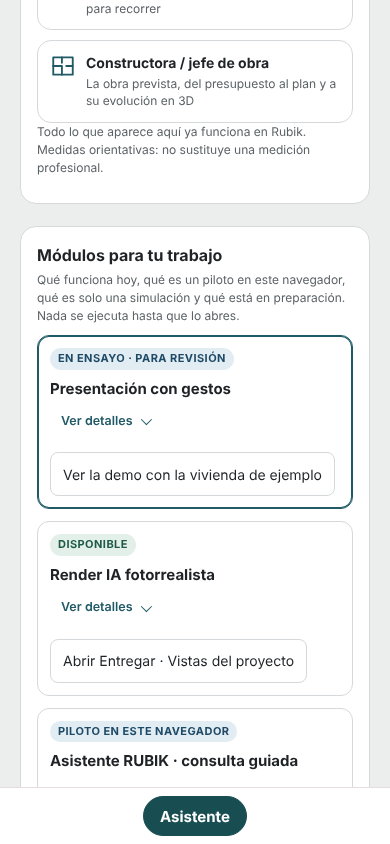 para recorrer
Constructora / jefe de obra
La obra prevista, del presupuesto al plan y a
su evolución en 3D
Todo lo que aparece aquí ya funciona en Rubik.
Medidas orientativas: no sustituye una medición
profesional.
Módulos para tu trabajo
Qué funciona hoy, qué es un piloto en este navegador,
qué es solo una simulación y qué está en preparación.
Nada se ejecuta hasta que lo abres.
EN ENSAYO · PARA REVISIÓN
Presentación con gestos
Ver detalles
Ver la demo con la vivienda de ejemplo
DISPONIBLE
Render IA fotorrealista
Ver detalles
Abrir Entregar · Vistas del proyecto
PILOTO EN ESTE NAVEGADOR
Asistente RUBIK · consulta guiada
Asistente